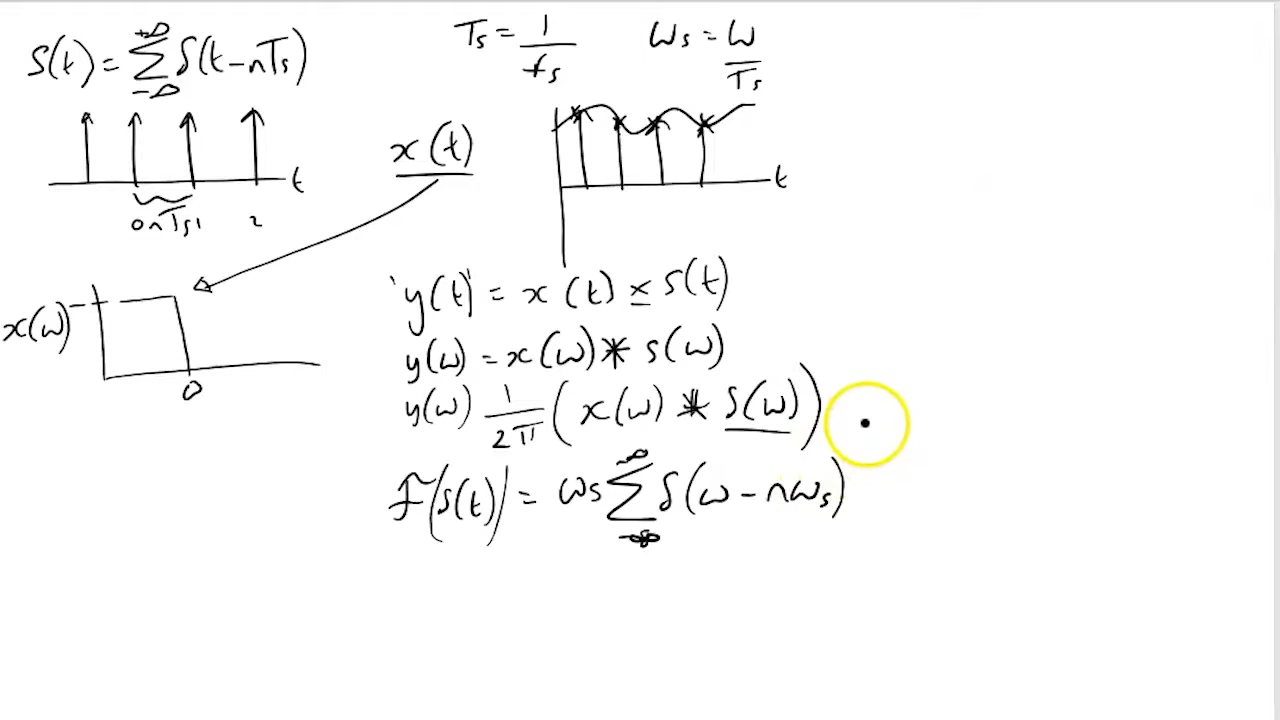 S(t) = +∞ ∑ -∞ δ(t-nTs)
Ts = 1/fs
ωs = ω/Ts
t
0 nTs 1 2
x(t)
t
x(ω)
0
'y(t)' = x(t) × S(t)
y(ω) = x(ω) * s(ω)
y(ω) 1/2π (x(ω) * S(ω))
F(S(t)) = ωs ∑ δ(ω - nωs)